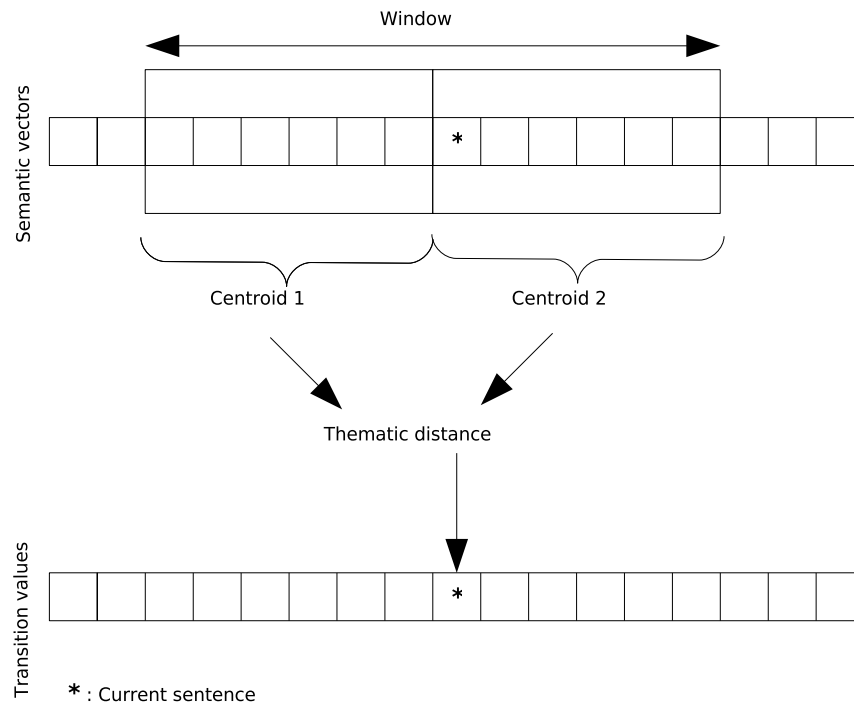 Window
Semantic vectors
*
Centroid 1
Centroid 2
Thematic distance
Transition values
*
* : Current sentence